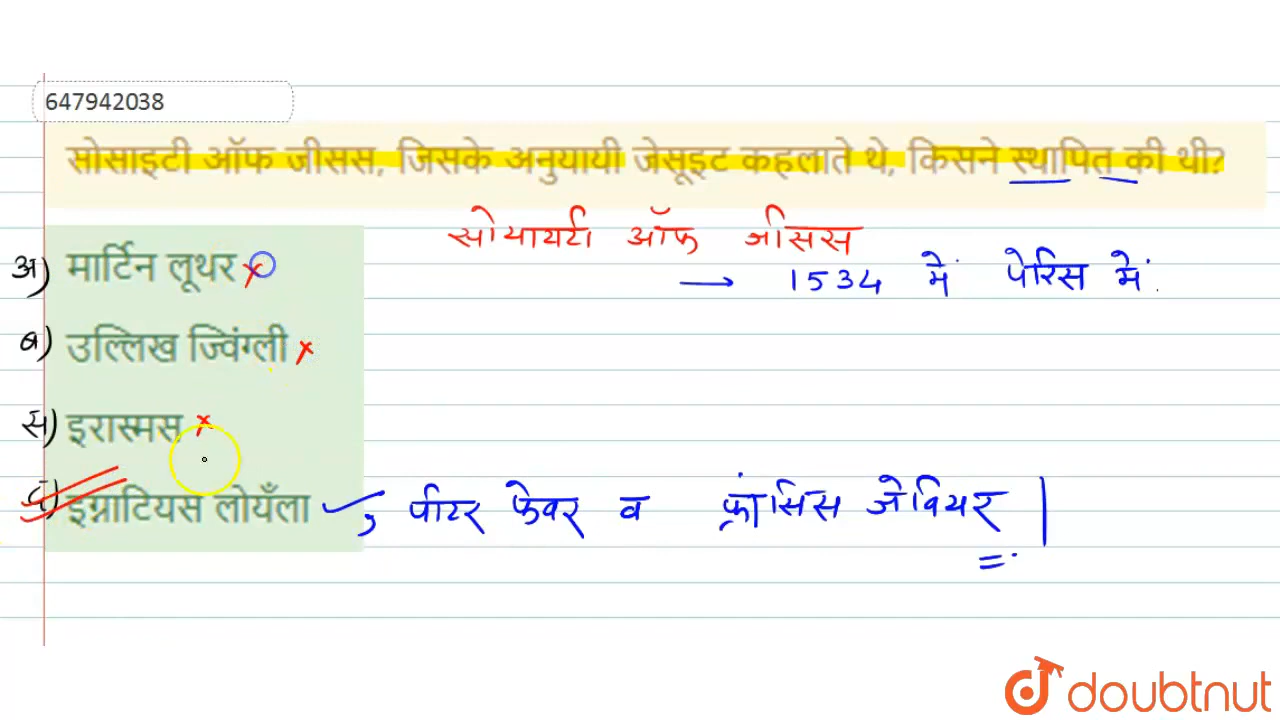 647942038
सोसाइटी ऑफ जीसस, जिसके अनुयायी जेसूइट कहलाते थे, किसने स्थापित की थी?
सोसायटी ऑफ जीसस
→ 1534 में पेरिस में
अ) मार्टिन लूथर ×
ब) उल्लिख ज्विंग्ली ×
स) इरास्मस ×
द) इग्नाटियस लोयँला ✓, पीटर फेवर व फ्रांसिस जेवियर |
doubtnut